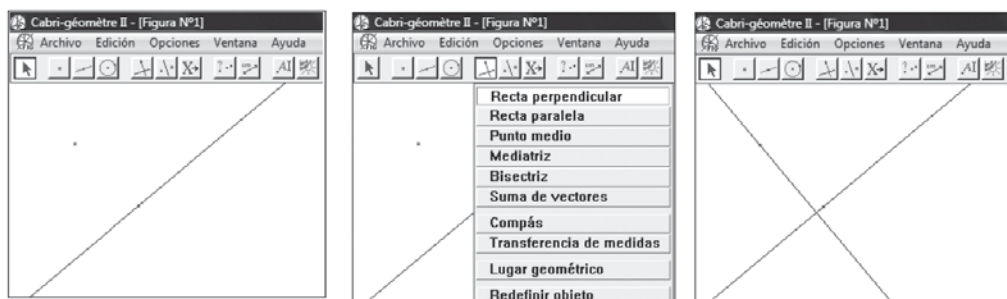 Cabri-géomètre II - [Figura Nº1]
Archivo Edición Opciones Ventana Ayuda
Cabri-géomètre II - [Figura Nº1]
Archivo Edición Opciones Ventana Ayuda
Recta perpendicular
Recta paralela
Punto medio
Mediatriz
Bisectriz
Suma de vectores
Compás
Transferencia de medidas
Lugar geométrico
Redefinir objeto
Cabri-géomètre II - [Figura Nº1]
Archivo Edición Opciones Ventana Ayuda